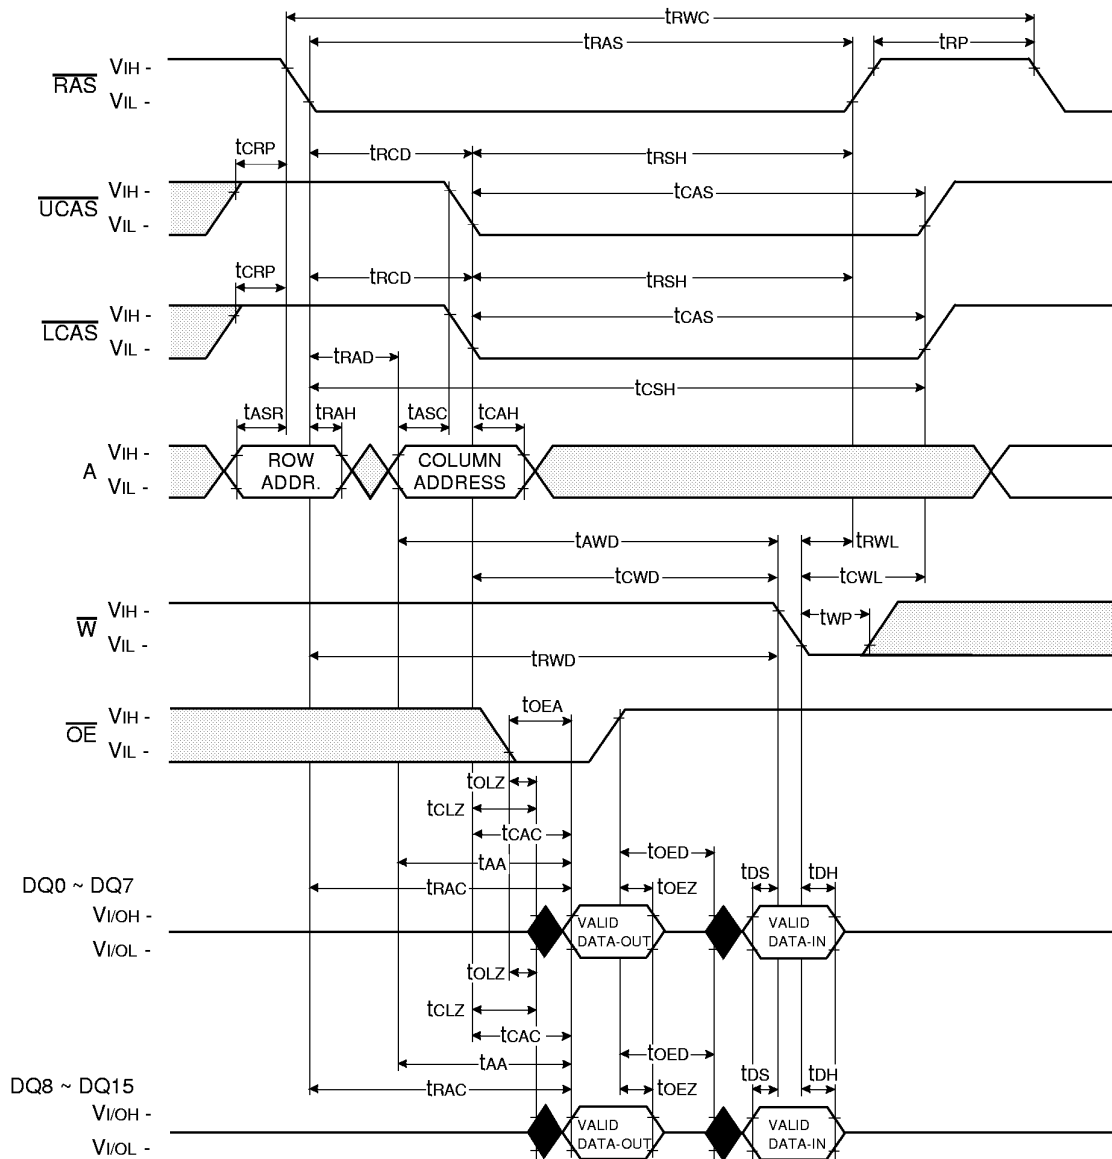 tRWC
tRAS tRP
RAS VIH -
VIL -
tCRP tRCD tRSH
UCAS VIH -
VIL -
tCAS
tCRP tRCD tRSH
LCAS VIH -
VIL -
tCAS
tRAD
tCSH
tASR tRAH tASC tCAH
A VIH -
VIL -
ROW ADDR.
COLUMN ADDRESS
tAWD tRWL
tCWD tCWL
W VIH -
VIL -
tWP
tRWD
OE VIH -
VIL -
tOEA
tOLZ
tCLZ
tCAC
tOED
tAA
tDS tDH
DQ0 ~ DQ7
tRAC tOEZ
VI/OH -
VI/OL -
VALID DATA-OUT
VALID DATA-IN
tOLZ
tCLZ
tCAC
tOED
tAA
tDS tDH
DQ8 ~ DQ15
tRAC tOEZ
VI/OH -
VI/OL -
VALID DATA-OUT
VALID DATA-IN